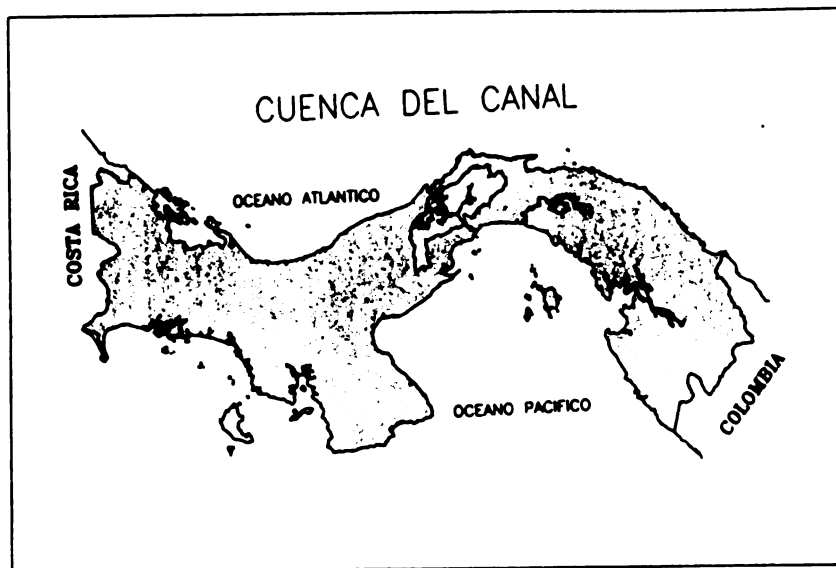 CUENCA DEL CANAL
OCEANO ATLANTICO
COSTA RICA
OCEANO PACIFICO
COLOMBIA